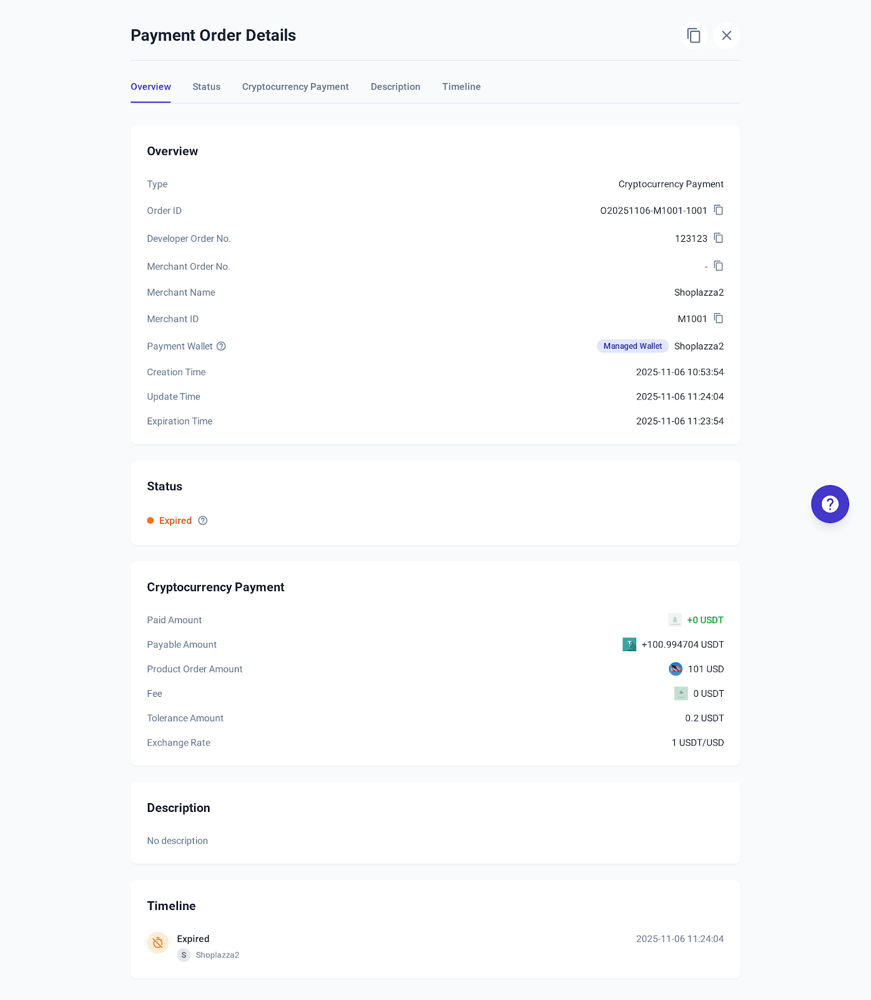 Payment Order Details
Overview Status Cryptocurrency Payment Description Timeline
Overview
Type Cryptocurrency Payment
Order ID O20251106-M1001-1001
Developer Order No. 123123
Merchant Order No. -
Merchant Name Shoplazza2
Merchant ID M1001
Payment Wallet Managed Wallet Shoplazza2
Creation Time 2025-11-06 10:53:54
Update Time 2025-11-06 11:24:04
Expiration Time 2025-11-06 11:23:54
Status
Expired
Cryptocurrency Payment
Paid Amount +0 USDT
Payable Amount +100.994704 USDT
Product Order Amount 101 USD
Fee 0 USDT
Tolerance Amount 0.2 USDT
Exchange Rate 1 USDT/USD
Description
No description
Timeline
Expired 2025-11-06 11:24:04
S Shoplazza2